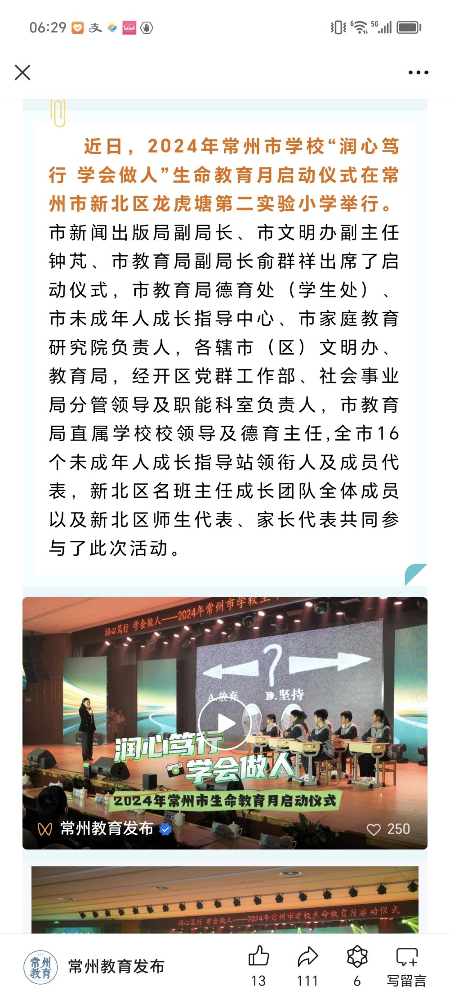 06:29
支
bilibili
6
5G
近日，2024年常州市学校“润心笃
行 学会做人”生命教育月启动仪式在常
州市新北区龙虎塘第二实验小学举行。
市新闻出版局副局长、市文明办副主任
钟芃、市教育局副局长俞群祥出席了启
动仪式，市教育局德育处（学生处）、
市未成年人成长指导中心、市家庭教育
研究院负责人，各辖市（区）文明办、
教育局，经开区党群工作部、社会事业
局分管领导及职能科室负责人，市教育
局直属学校校领导及德育主任,全市16
个未成年人成长指导站领衔人及成员代
表，新北区名班主任成长团队全体成员
以及新北区师生代表、家长代表共同参
与了此次活动。
润心笃行 学会做人——2024年常州市学校
?
A.放弃 B.坚持
润心笃行
学会做人
2024年常州市生命教育月启动仪式
常州教育发布
250
润心笃行 学会做人——2024年常州市学校生命教育月启动仪式
常州
教育
常州教育发布
13
111
6
写留言